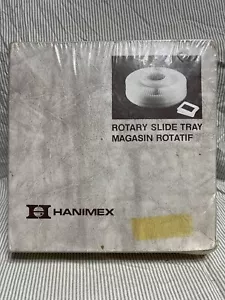 ROTARY SLIDE TRAY
MAGASIN ROTATIF
HANIMEX